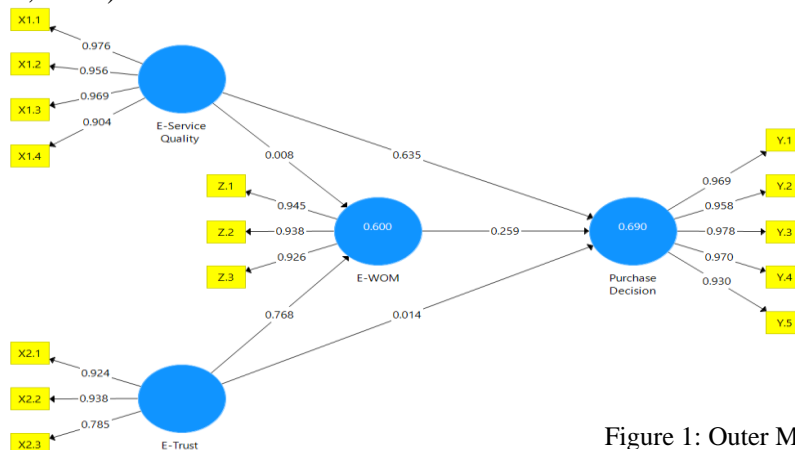 X1.1
0.976
X1.2
0.956
X1.3
0.969
X1.4
0.904
E-Service
Quality
0.008
0.635
Z.1
0.945
Z.2
0.938
Z.3
0.926
0.600
E-WOM
0.259
0.690
Purchase
Decision
Y.1
0.969
Y.2
0.958
Y.3
0.978
Y.4
0.970
Y.5
0.930
0.768
0.014
X2.1
0.924
X2.2
0.938
X2.3
0.785
E-Trust
Figure 1: Outer M